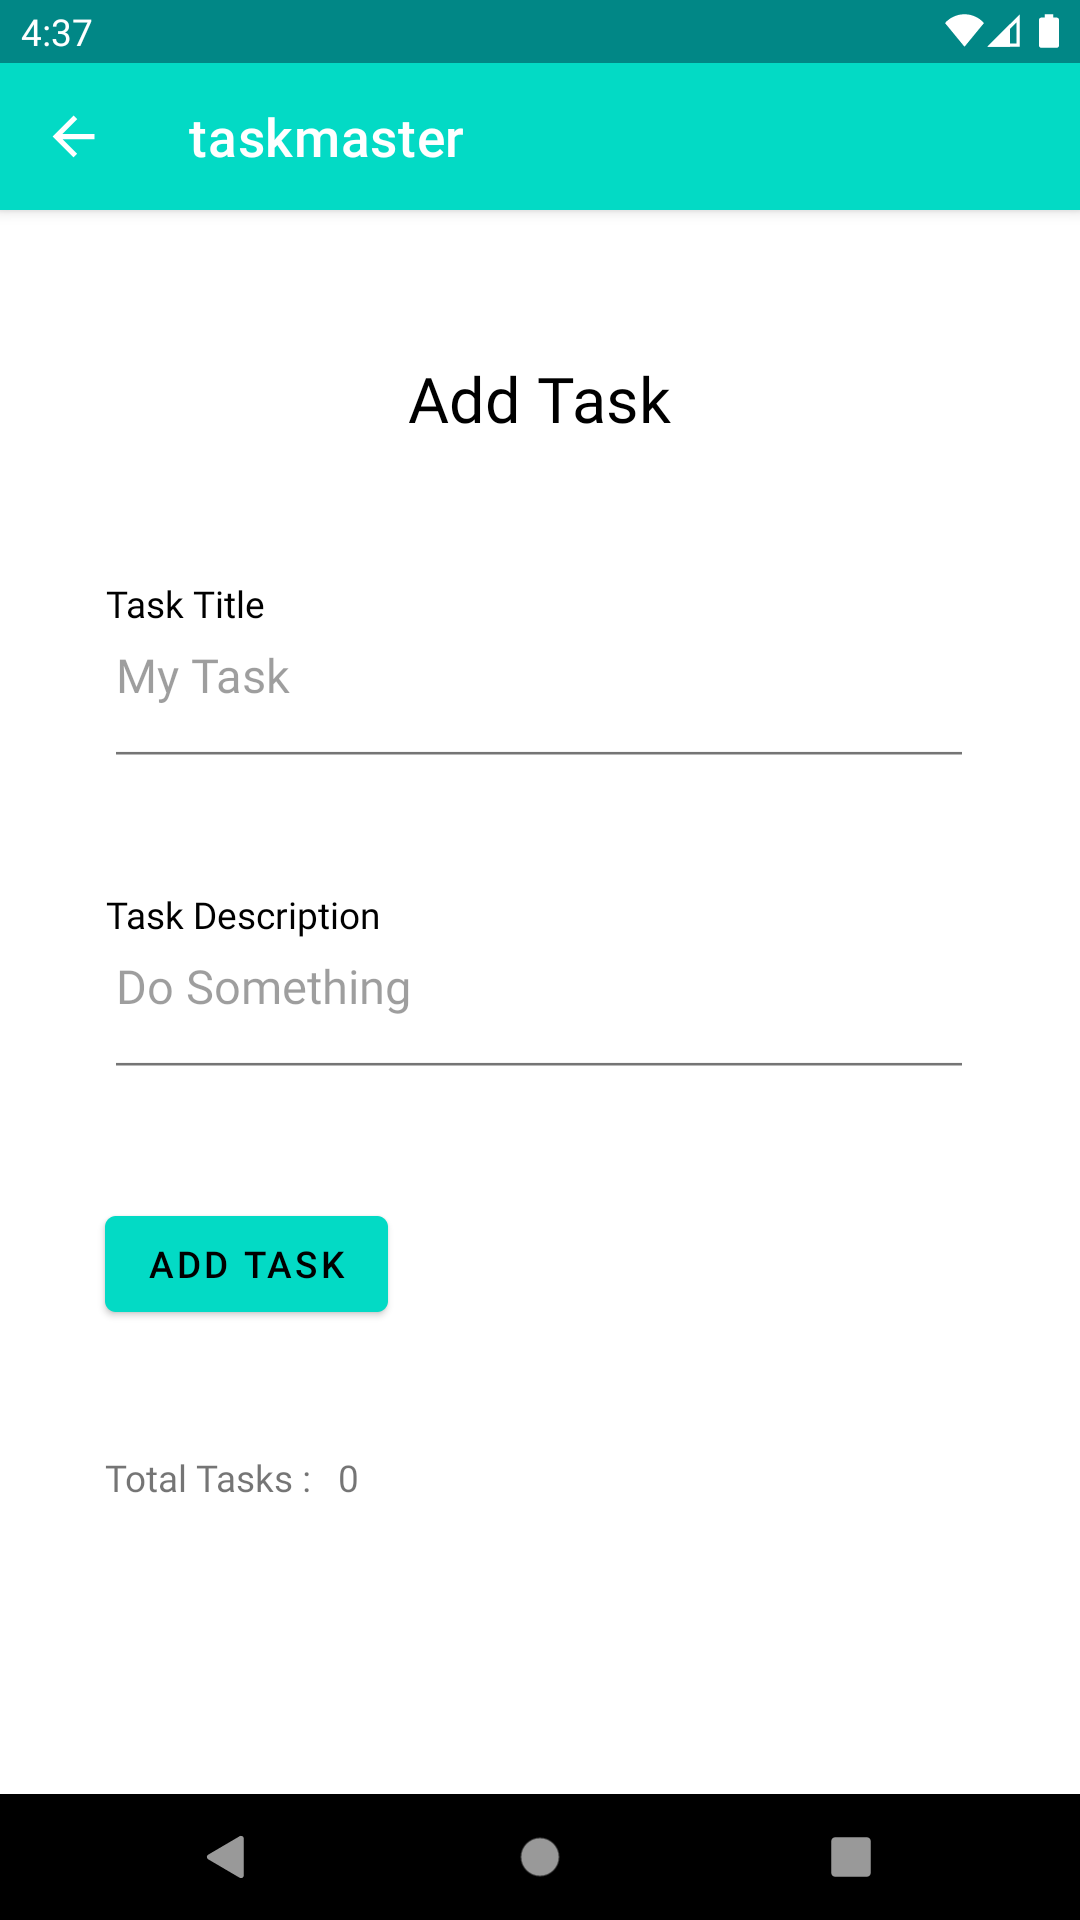 4:37
taskmaster
Add Task
Task Title
My Task
Task Description
Do Something
ADD TASK
Total Tasks : 0